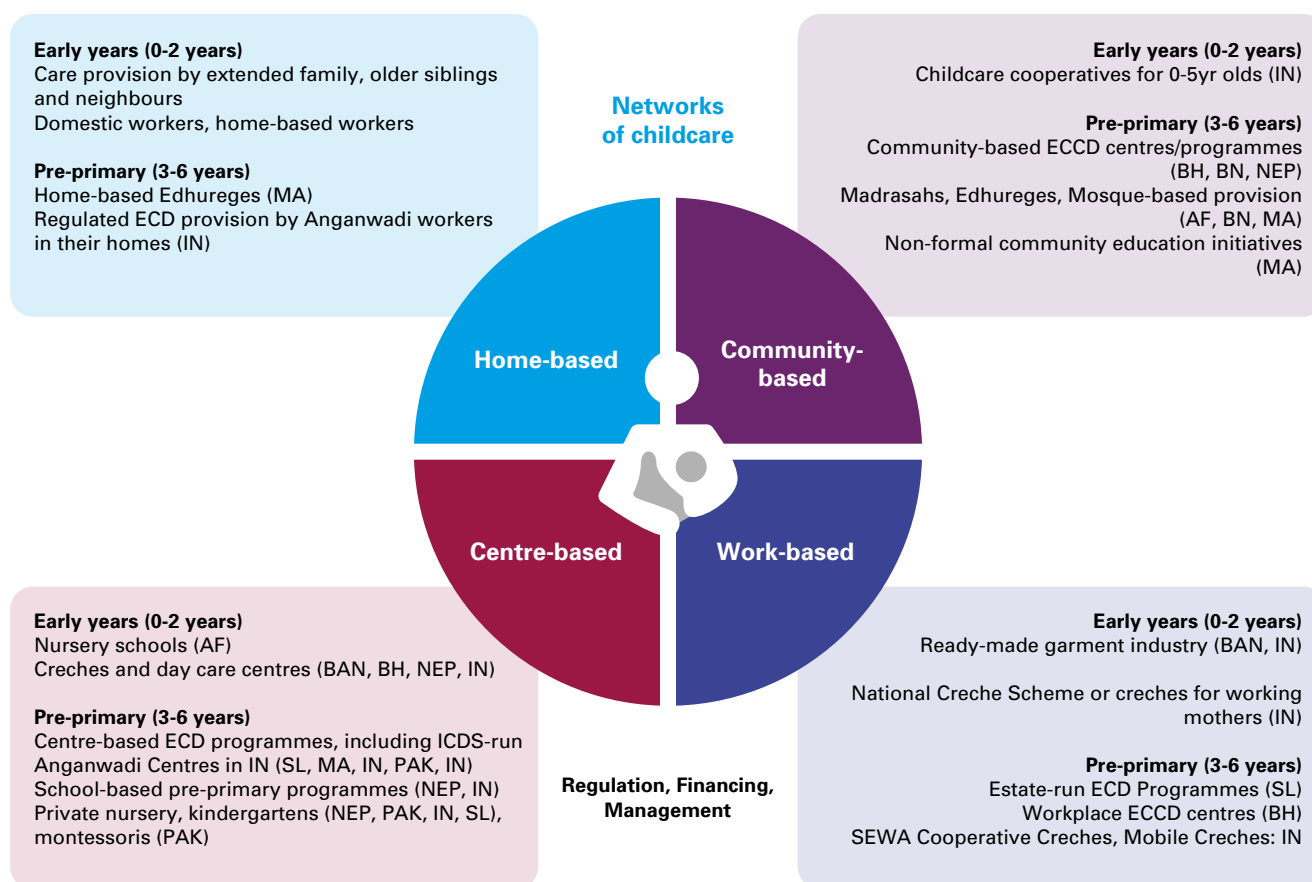 Early years (0-2 years)
Care provision by extended family, older siblings
and neighbours
Domestic workers, home-based workers
Pre-primary (3-6 years)
Home-based Edhureges (MA)
Regulated ECD provision by Anganwadi workers
in their homes (IN)
Networks
of childcare
Early years (0-2 years)
Childcare cooperatives for 0-5yr olds (IN)
Pre-primary (3-6 years)
Community-based ECCD centres/programmes
(BH, BN, NEP)
Madrasahs, Edhureges, Mosque-based provision
(AF, BN, MA)
Non-formal community education initiatives
(MA)
Home-based
Community-
based
Centre-based
Work-based
Early years (0-2 years)
Nursery schools (AF)
Creches and day care centres (BAN, BH, NEP, IN)
Pre-primary (3-6 years)
Centre-based ECD programmes, including ICDS-run
Anganwadi Centres in IN (SL, MA, IN, PAK, IN)
School-based pre-primary programmes (NEP, IN)
Private nursery, kindergartens (NEP, PAK, IN, SL),
montessoris (PAK)
Regulation, Financing,
Management
Early years (0-2 years)
Ready-made garment industry (BAN, IN)
National Creche Scheme or creches for working
mothers (IN)
Pre-primary (3-6 years)
Estate-run ECD Programmes (SL)
Workplace ECCD centres (BH)
SEWA Cooperative Creches, Mobile Creches: IN